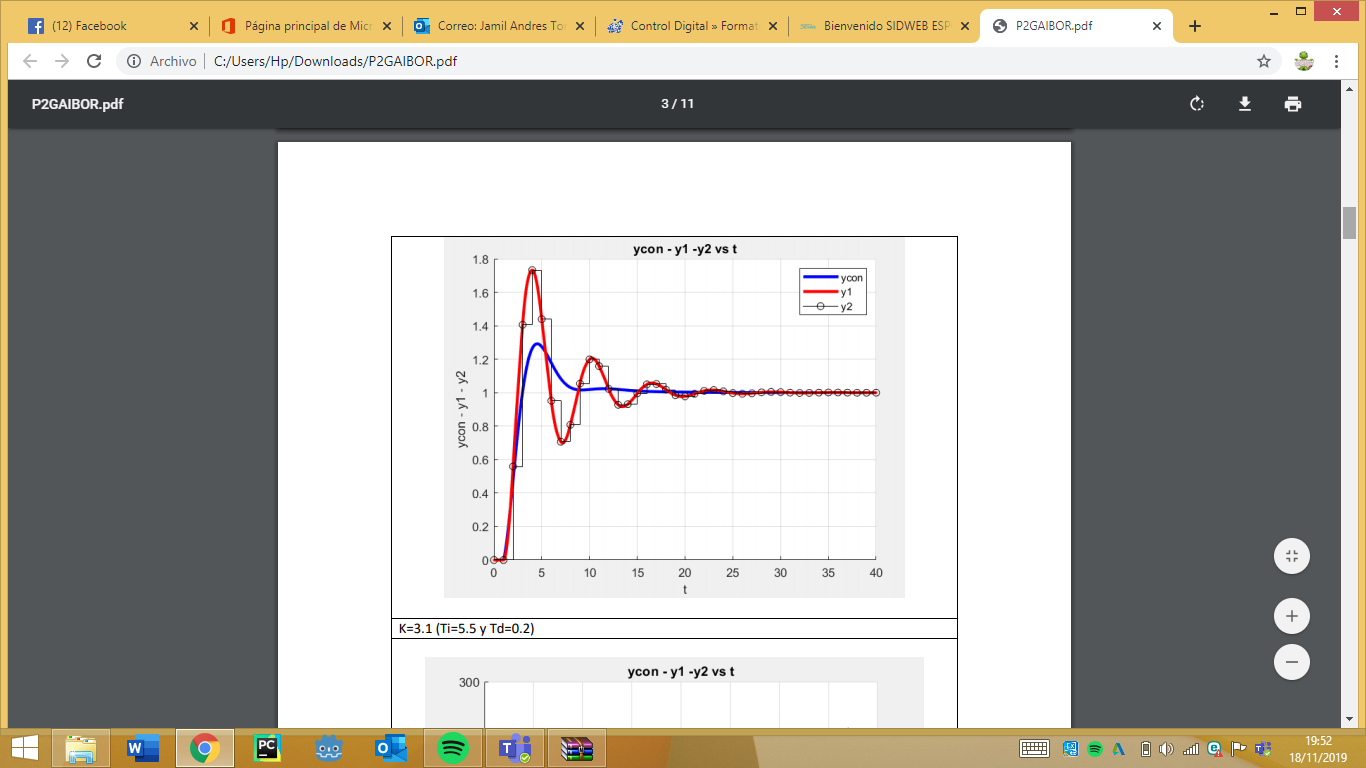 (12) Facebook
Página principal de Micr
Correo: Jamil Andres Tor
Control Digital » Format
Bienvenido SIDWEB ESP
P2GAIBOR.pdf
Archivo
C:/Users/Hp/Downloads/P2GAIBOR.pdf
P2GAIBOR.pdf
3 / 11
ycon - y1 -y2 vs t
ycon
y1
y2
1.8
1.6
1.4
1.2
1
0.8
0.6
0.4
0.2
0
ycon - y1 - y2
0 5 10 15 20 25 30 35 40
t
K=3.1 (Ti=5.5 y Td=0.2)
ycon - y1 -y2 vs t
300
19:52
18/11/2019